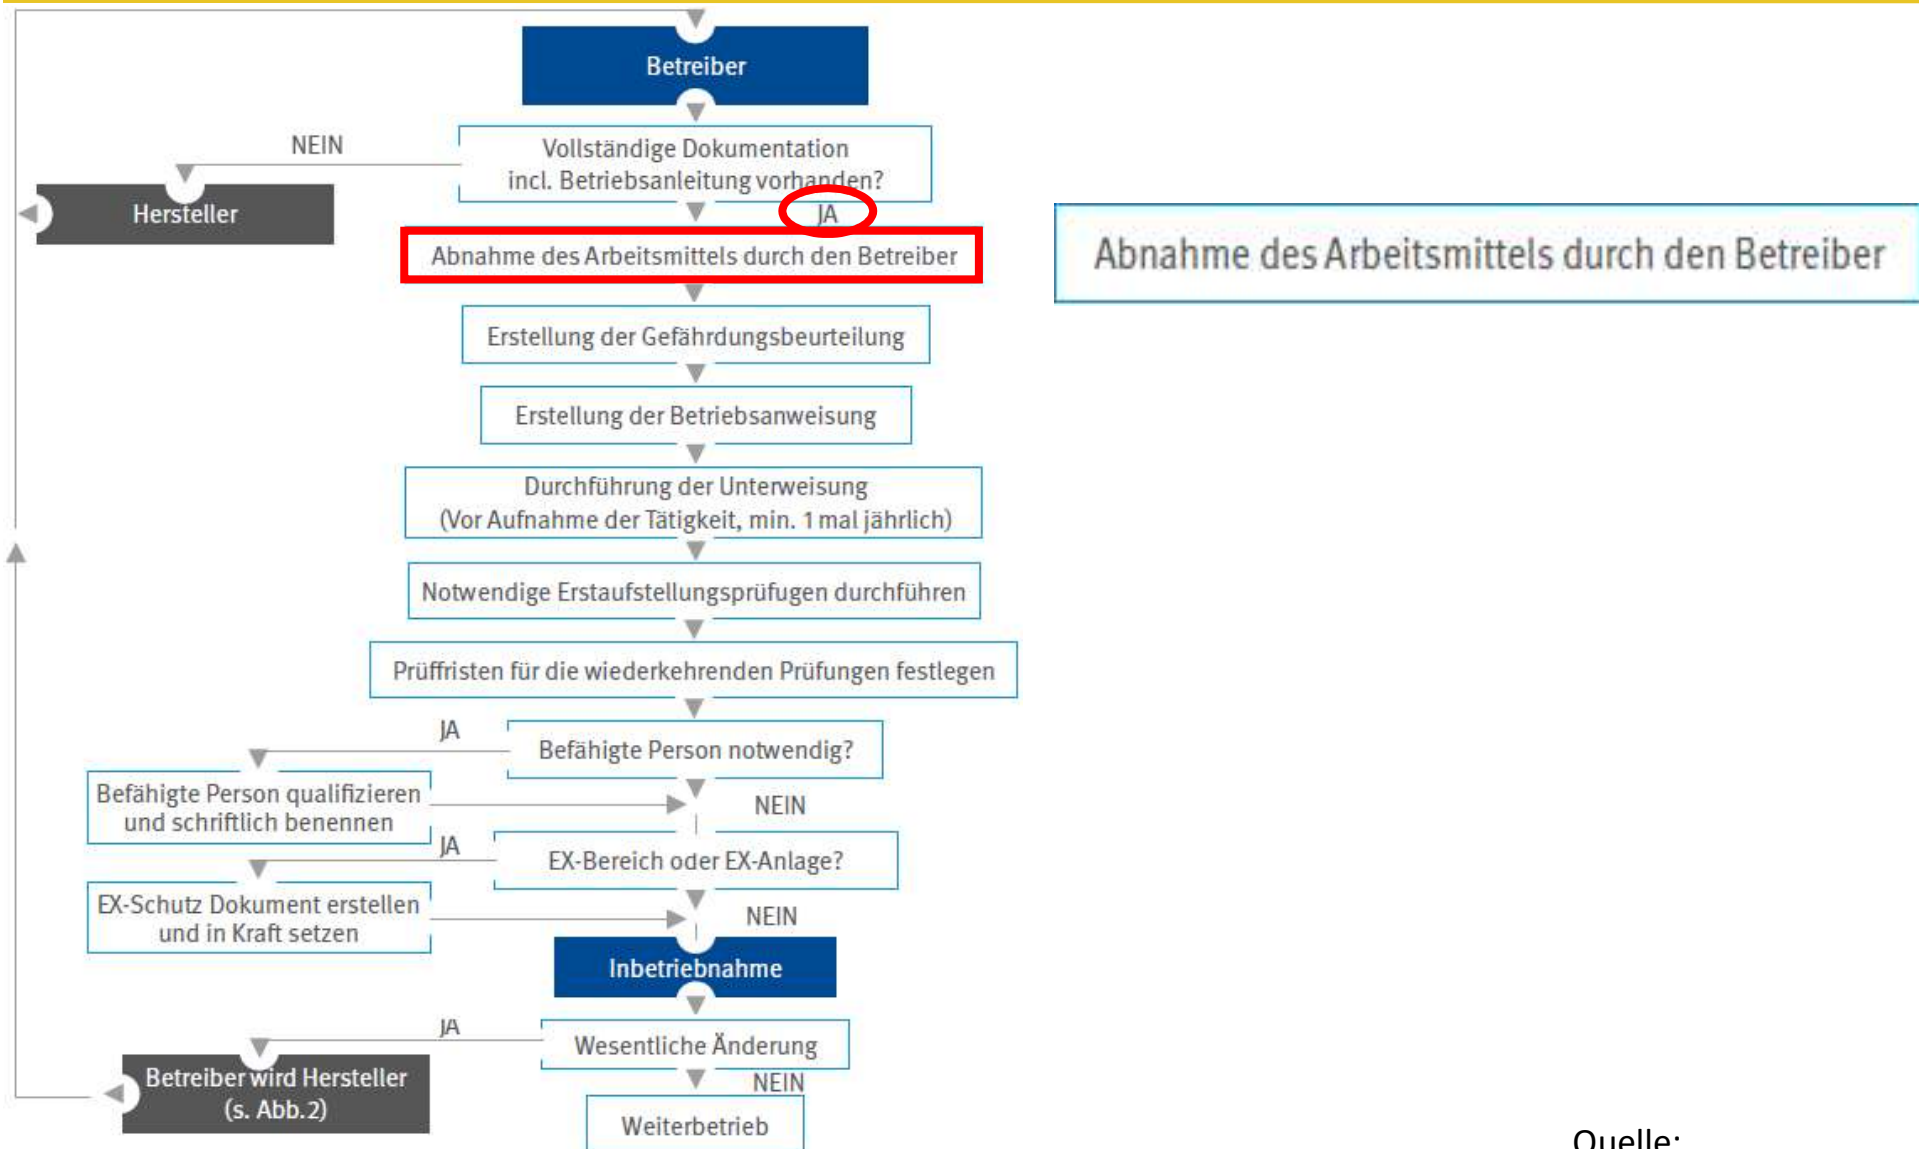 Betreiber
NEIN
Vollständige Dokumentation
incl. Betriebsanleitung vorhanden?
Hersteller
JA
Abnahme des Arbeitsmittels durch den Betreiber
Abnahme des Arbeitsmittels durch den Betreiber
Erstellung der Gefährdungsbeurteilung
Erstellung der Betriebsanweisung
Durchführung der Unterweisung
(Vor Aufnahme der Tätigkeit, min. 1 mal jährlich)
Notwendige Erstaufstellungsprüfugen durchführen
Prüffristen für die wiederkehrenden Prüfungen festlegen
JA
Befähigte Person notwendig?
Befähigte Person qualifizieren
und schriftlich benennen
NEIN
JA
EX-Bereich oder EX-Anlage?
EX-Schutz Dokument erstellen
und in Kraft setzen
NEIN
Inbetriebnahme
JA
Wesentliche Änderung
Betreiber wird Hersteller
(s. Abb.2)
NEIN
Weiterbetrieb
Quelle: